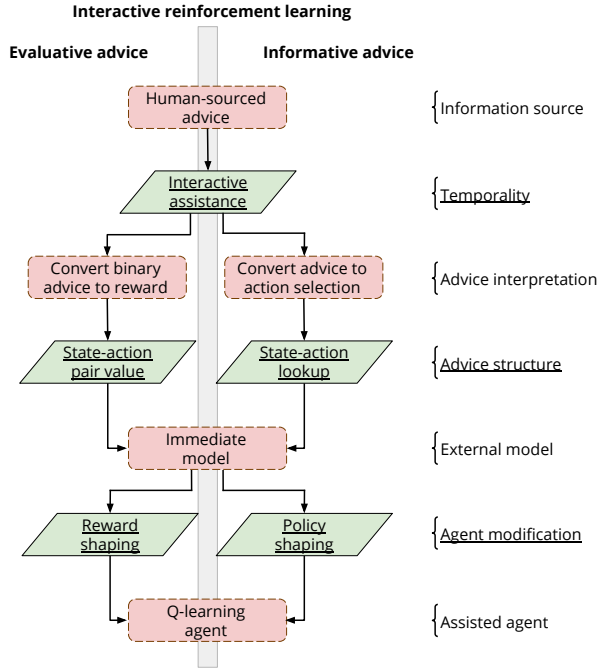 Interactive reinforcement learning
Evaluative advice
Informative advice
Human-sourced
advice
Information source
Interactive
assistance
Temporality
Convert binary
advice to reward
Convert advice to
action selection
Advice interpretation
State-action
pair value
State-action
lookup
Advice structure
Immediate
model
External model
Reward
shaping
Policy
shaping
Agent modification
Q-learning
agent
Assisted agent